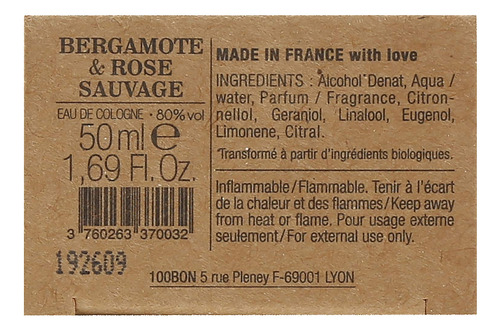 BERGAMOTE
& ROSE
SAUVAGE
EAU DE COLOGNE • 80% vol
50 ml e
1,69 Fl. Oz.
3 760263 370032
192609
MADE IN FRANCE with love
INGREDIENTS : Alcohol* Denat, Aqua /
water, Parfum / Fragrance, Citron-
nellol, Geraniol, Linalool, Eugenol,
Limonene, Citral.
*Transformé à partir d'ingrédients biologiques.
Inflammable/Flammable. Tenir à l'écart
de la chaleur et des flammes/Keep away
from heat or flame. Pour usage externe
seulement/For external use only.
100BON 5 rue Pleney F-69001 LYON